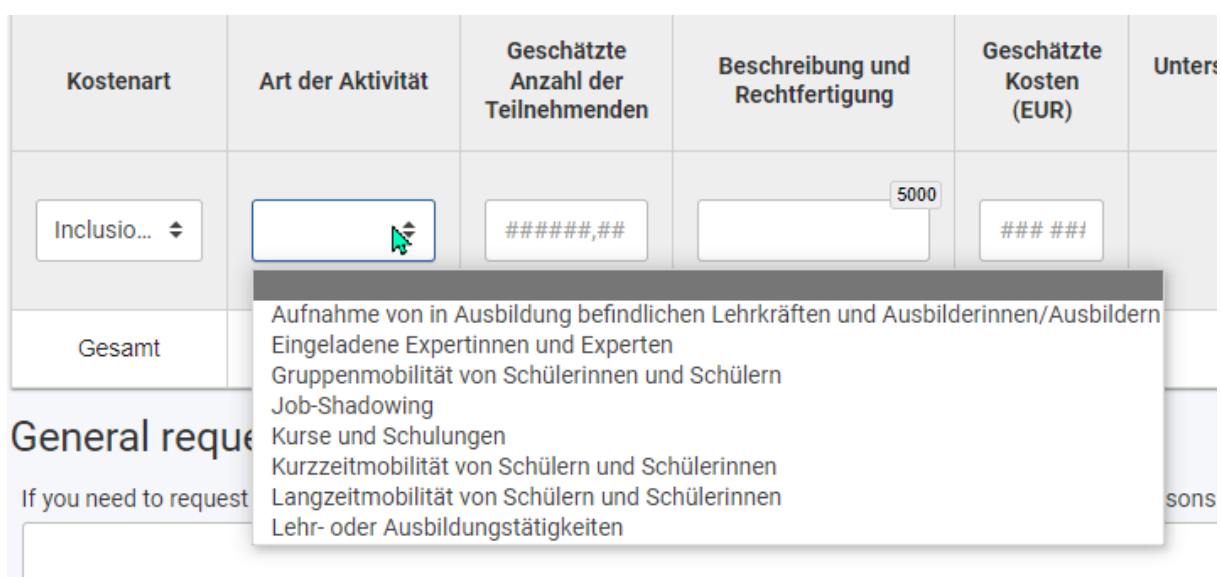 Kostenart
Art der Aktivität
Geschätzte
Anzahl der
Teilnehmenden
Beschreibung und
Rechtfertigung
Geschätzte
Kosten
(EUR)
Unters
Inclusio...
######,##
5000
### ###
Aufnahme von in Ausbildung befindlichen Lehrkräften und Ausbilderinnen/Ausbildern
Eingeladene Expertinnen und Experten
Gruppenmobilität von Schülerinnen und Schülern
Job-Shadowing
Kurse und Schulungen
Kurzzeitmobilität von Schülern und Schülerinnen
Langzeitmobilität von Schülern und Schülerinnen
Lehr- oder Ausbildungstätigkeiten
Gesamt
General reque
If you need to request
sons